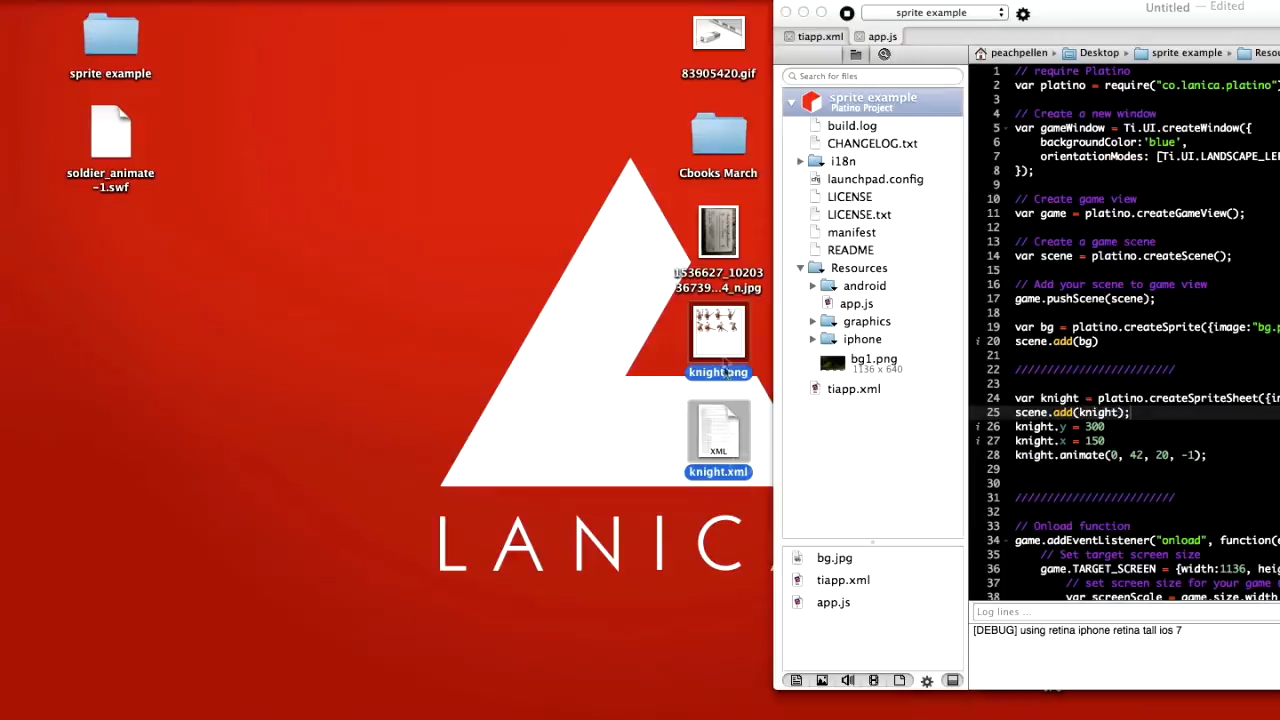 sprite example
soldier_animate
-1.swf
83905420.gif
Cbooks March
1536627_10203
36739...4_n.jpg
knight.png
XML
knight.xml
LANIC
sprite example
Untitled — Edited
tiapp.xml
app.js
Search for files
peachpellen
Desktop
sprite example
Resou
sprite example
Platino Project
build.log
CHANGELOG.txt
i18n
launchpad.config
LICENSE
LICENSE.txt
manifest
README
Resources
android
app.js
graphics
iphone
bg1.png
1136 x 640
tiapp.xml
bg.jpg
tiapp.xml
app.js
1 // require Platino
2 var platino = require("co.lanica.platino")
3
4 // Create a new window
5 var gameWindow = Ti.UI.createWindow({
6 backgroundColor:'blue',
7 orientationModes: [Ti.UI.LANDSCAPE_LE
8 });
9
10 // Create game view
11 var game = platino.createGameView();
12
13 // Create a game scene
14 var scene = platino.createScene();
15
16 // Add your scene to game view
17 game.pushScene(scene);
18
19 var bg = platino.createSprite({image:"bg.p
20 scene.add(bg)
21
22 /////////////////////////
23
24 var knight = platino.createSpriteSheet({i
25 scene.add(knight);
26 knight.y = 300
27 knight.x = 150
28 knight.animate(0, 42, 20, -1);
29
30
31 /////////////////////////
32
33 // Onload function
34 game.addEventListener("onload", function(e
35 // Set target screen size
36 game.TARGET_SCREEN = {width:1136, heig
37 // set screen size for your game
38 var screenScale = game.size.width
Log lines ...
[DEBUG] using retina iphone retina tall ios 7